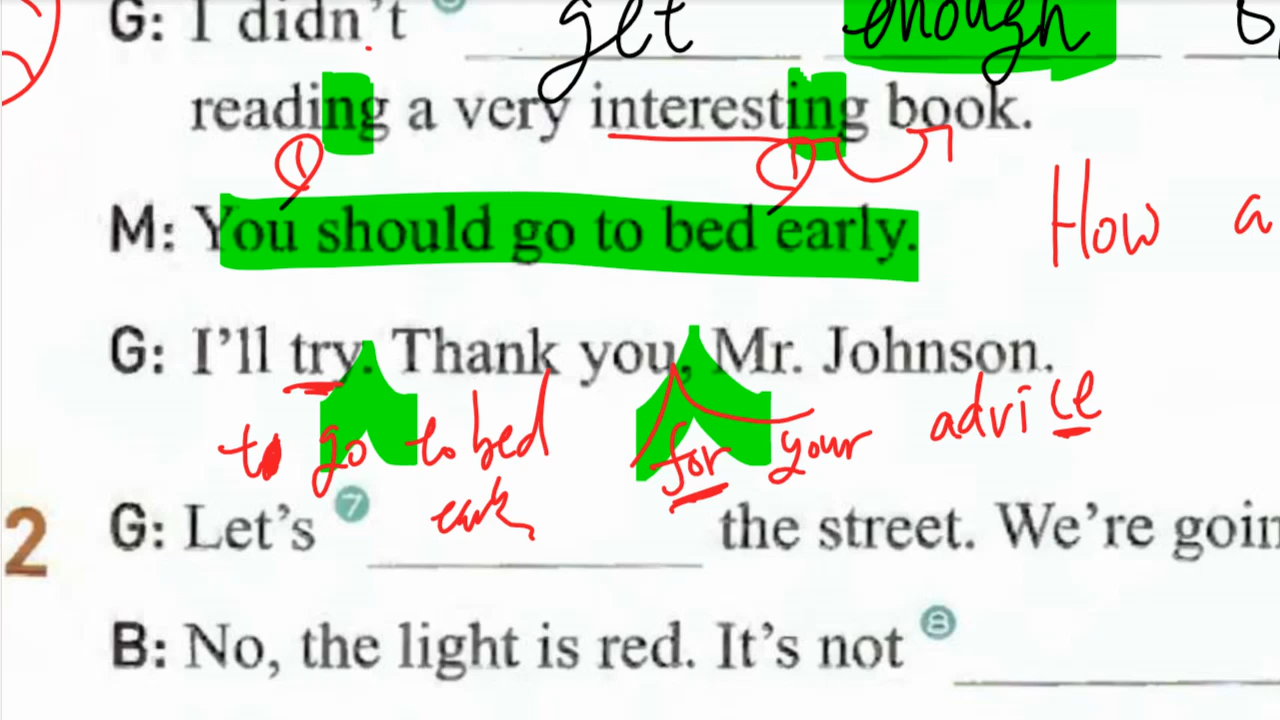 G: I didn't get enough
reading a very interesting book.
M: You should go to bed early.
How a
G: I'll try. Thank you, Mr. Johnson.
to go to bed for your advice
2 G: Let's ⑦ the street. We're goin
B: No, the light is red. It's not ⑧